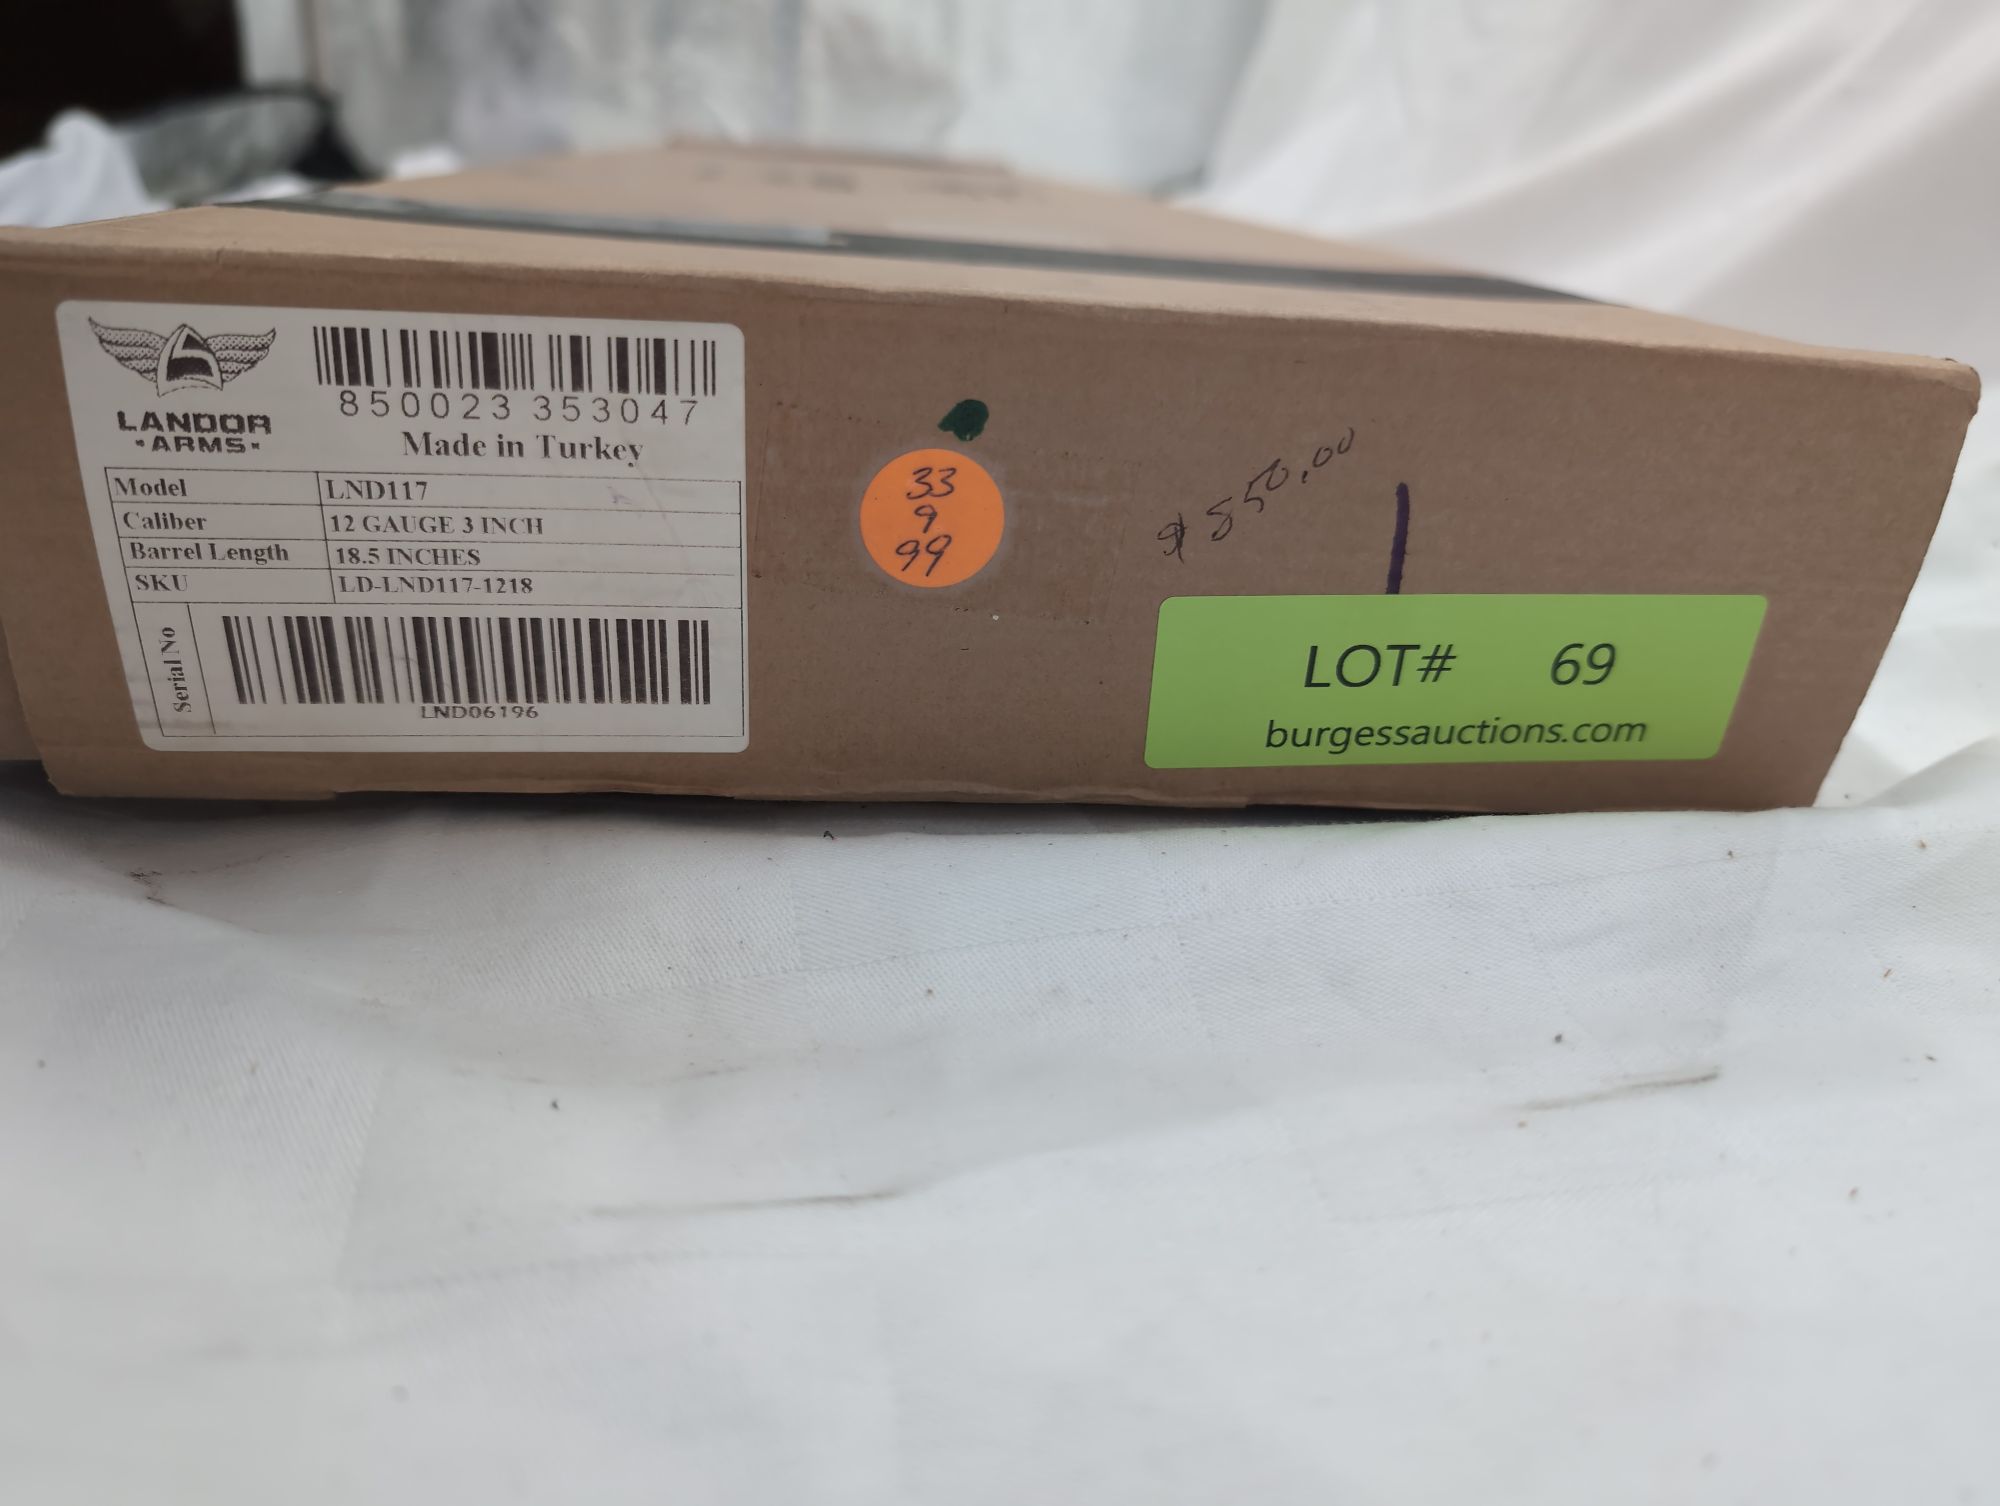 LANDOR
ARMS
850023 353047
Made in Turkey
Model LND117
Caliber 12 GAUGE 3 INCH
Barrel Length 18.5 INCHES
SKU LD-LND117-1218
Serial No
LND06196
33
9
99
$550.00
LOT# 69
burgessauctions.com